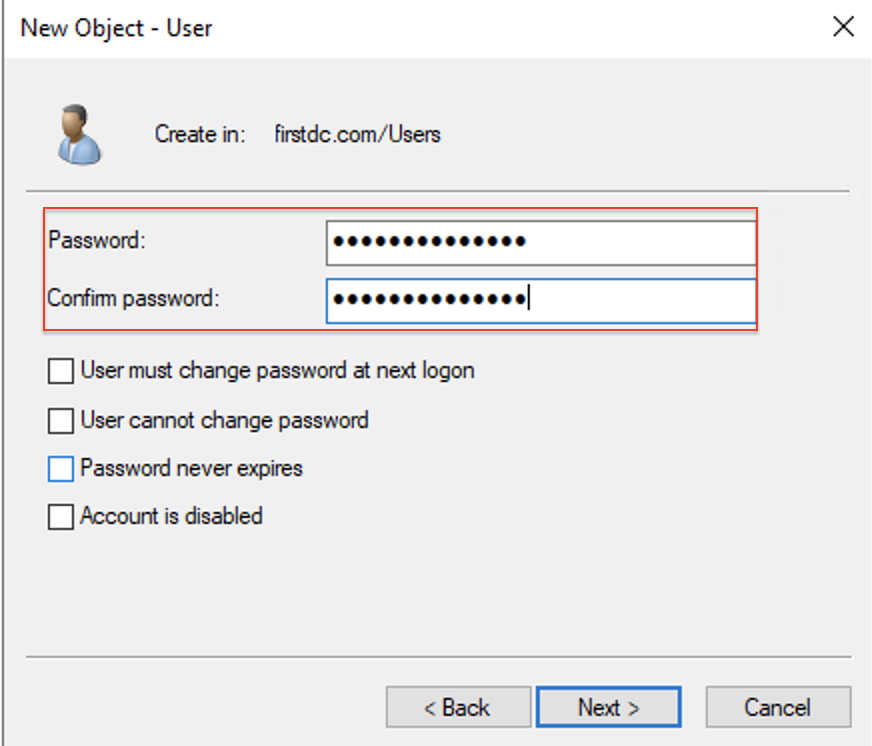 New Object - User
Create in: firstdc.com/Users
Password: ●●●●●●●●●●●●●●
Confirm password: ●●●●●●●●●●●●●●
User must change password at next logon
User cannot change password
Password never expires
Account is disabled
< Back Next > Cancel